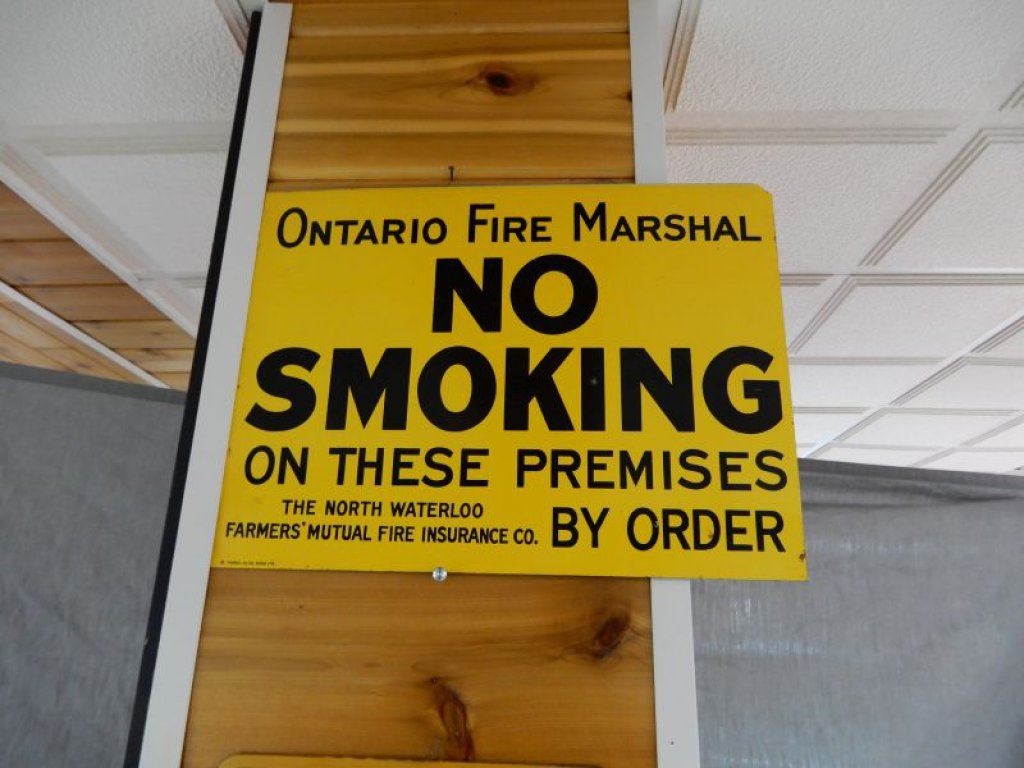 ONTARIO FIRE MARSHAL
NO
SMOKING
ON THESE PREMISES
THE NORTH WATERLOO
FARMERS' MUTUAL FIRE INSURANCE CO.
BY ORDER